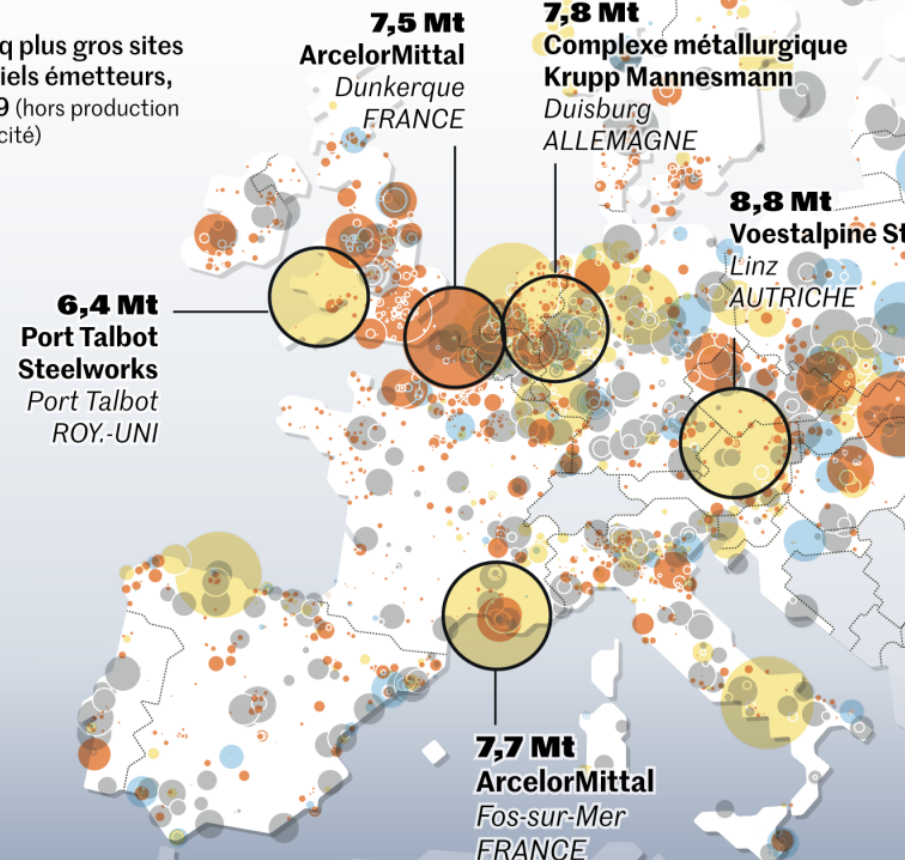 q plus gros sites
iels émetteurs,
9 (hors production
cité)
7,5 Mt
ArcelorMittal
Dunkerque
FRANCE
7,8 Mt
Complexe métallurgique
Krupp Mannesmann
Duisburg
ALLEMAGNE
8,8 Mt
Voestalpine St
Linz
AUTRICHE
6,4 Mt
Port Talbot
Steelworks
Port Talbot
ROY.-UNI
7,7 Mt
ArcelorMittal
Fos-sur-Mer
FRANCE